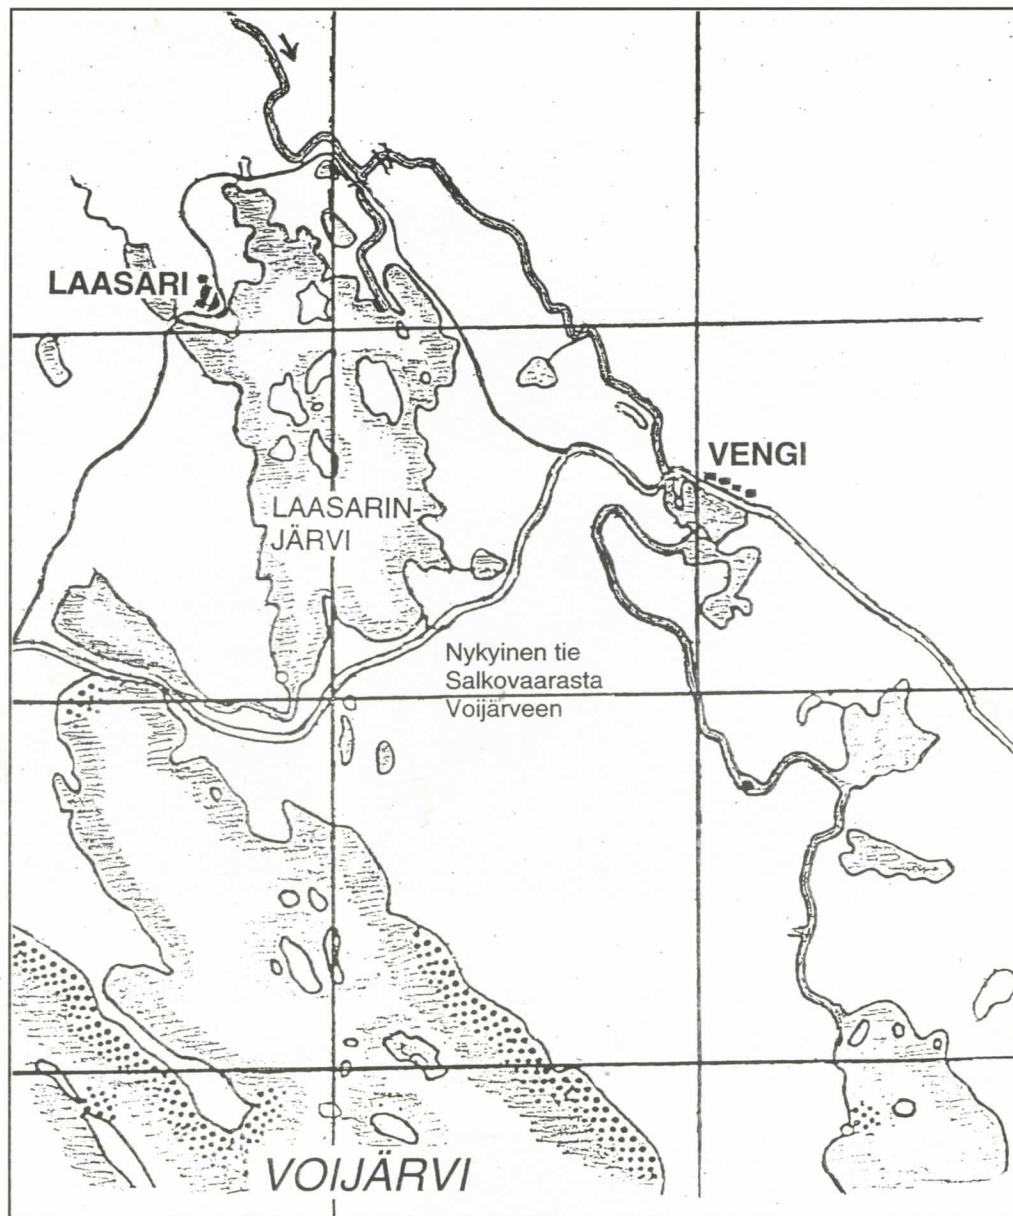 LAASARI
VENGI
LAASARIN-
JÄRVI
Nykyinen tie
Salkovaarasta
Voijärveen
VOIJÄRVI